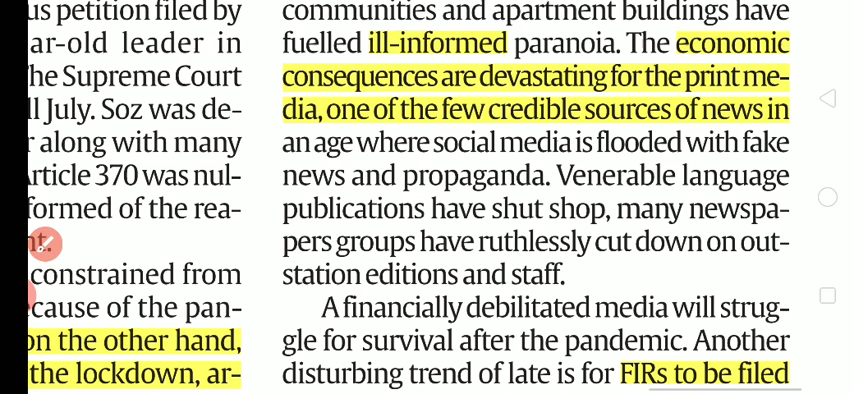 us petition filed by
ar-old leader in
he Supreme Court
ll July. Soz was de-
r along with many
Article 370 was nul-
formed of the rea-
nt.
constrained from
cause of the pan-
on the other hand,
the lockdown, ar-
communities and apartment buildings have
fuelled ill-informed paranoia. The economic
consequences are devastating for the print me-
dia, one of the few credible sources of news in
an age where social media is flooded with fake
news and propaganda. Venerable language
publications have shut shop, many newspa-
pers groups have ruthlessly cut down on out-
station editions and staff.
A financially debilitated media will strug-
gle for survival after the pandemic. Another
disturbing trend of late is for FIRs to be filed